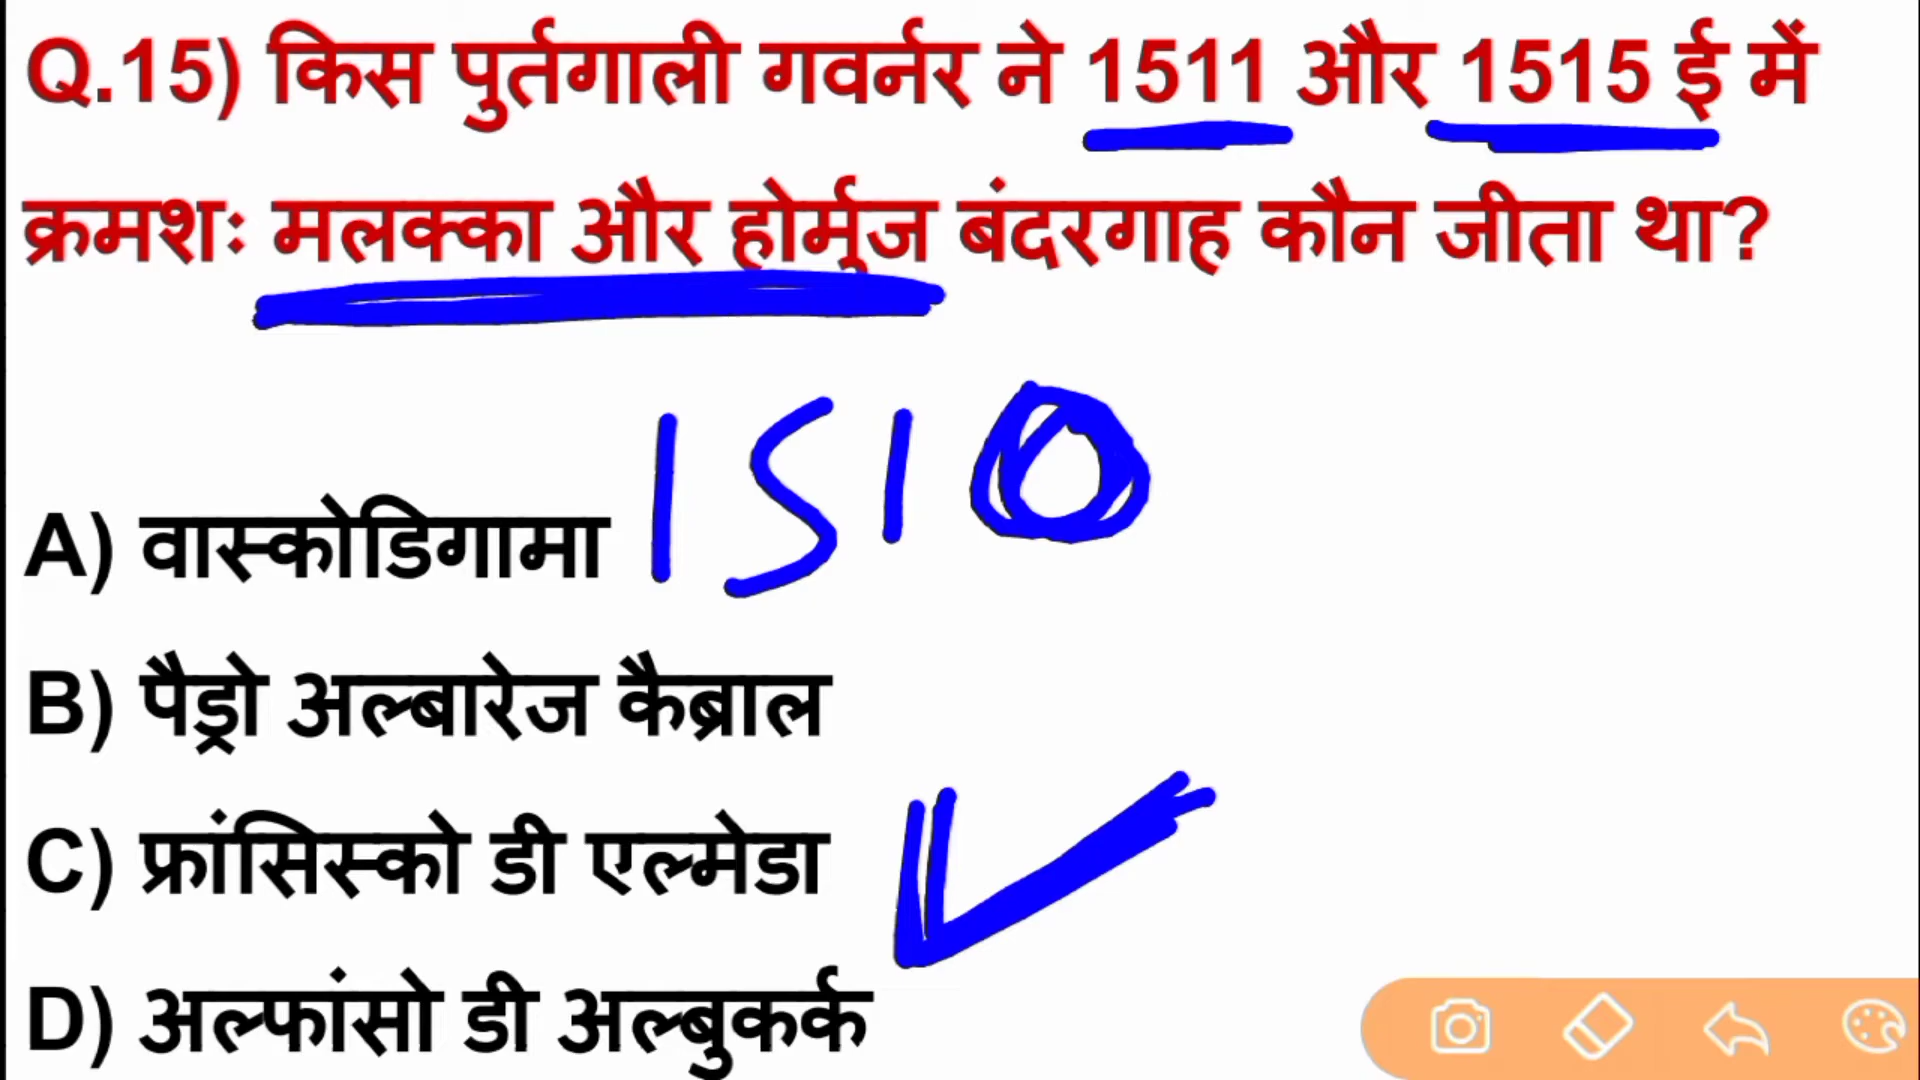 Q.15) किस पुर्तगाली गवर्नर ने 1511 और 1515 ई में
क्रमशः मलक्का और होर्मुज बंदरगाह कौन जीता था?
1510
A) वास्कोडिगामा
B) पैड्रो अल्बारेज कैब्राल
C) फ्रांसिस्को डी एल्मेडा
D) अल्फांसो डी अल्बुकर्क